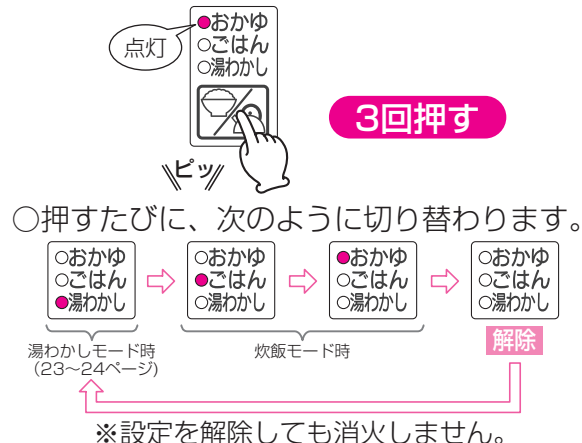 ●おかゆ
○ごはん
○湯わかし
点灯
3回押す
ピッ
○押すたびに、次のように切り替わります。
○おかゆ
○ごはん
●湯わかし
○おかゆ
●ごはん
○湯わかし
●おかゆ
○ごはん
○湯わかし
○おかゆ
○ごはん
○湯わかし
湯わかしモード時
（23～24ページ）
炊飯モード時
解除
※設定を解除しても消火しません。